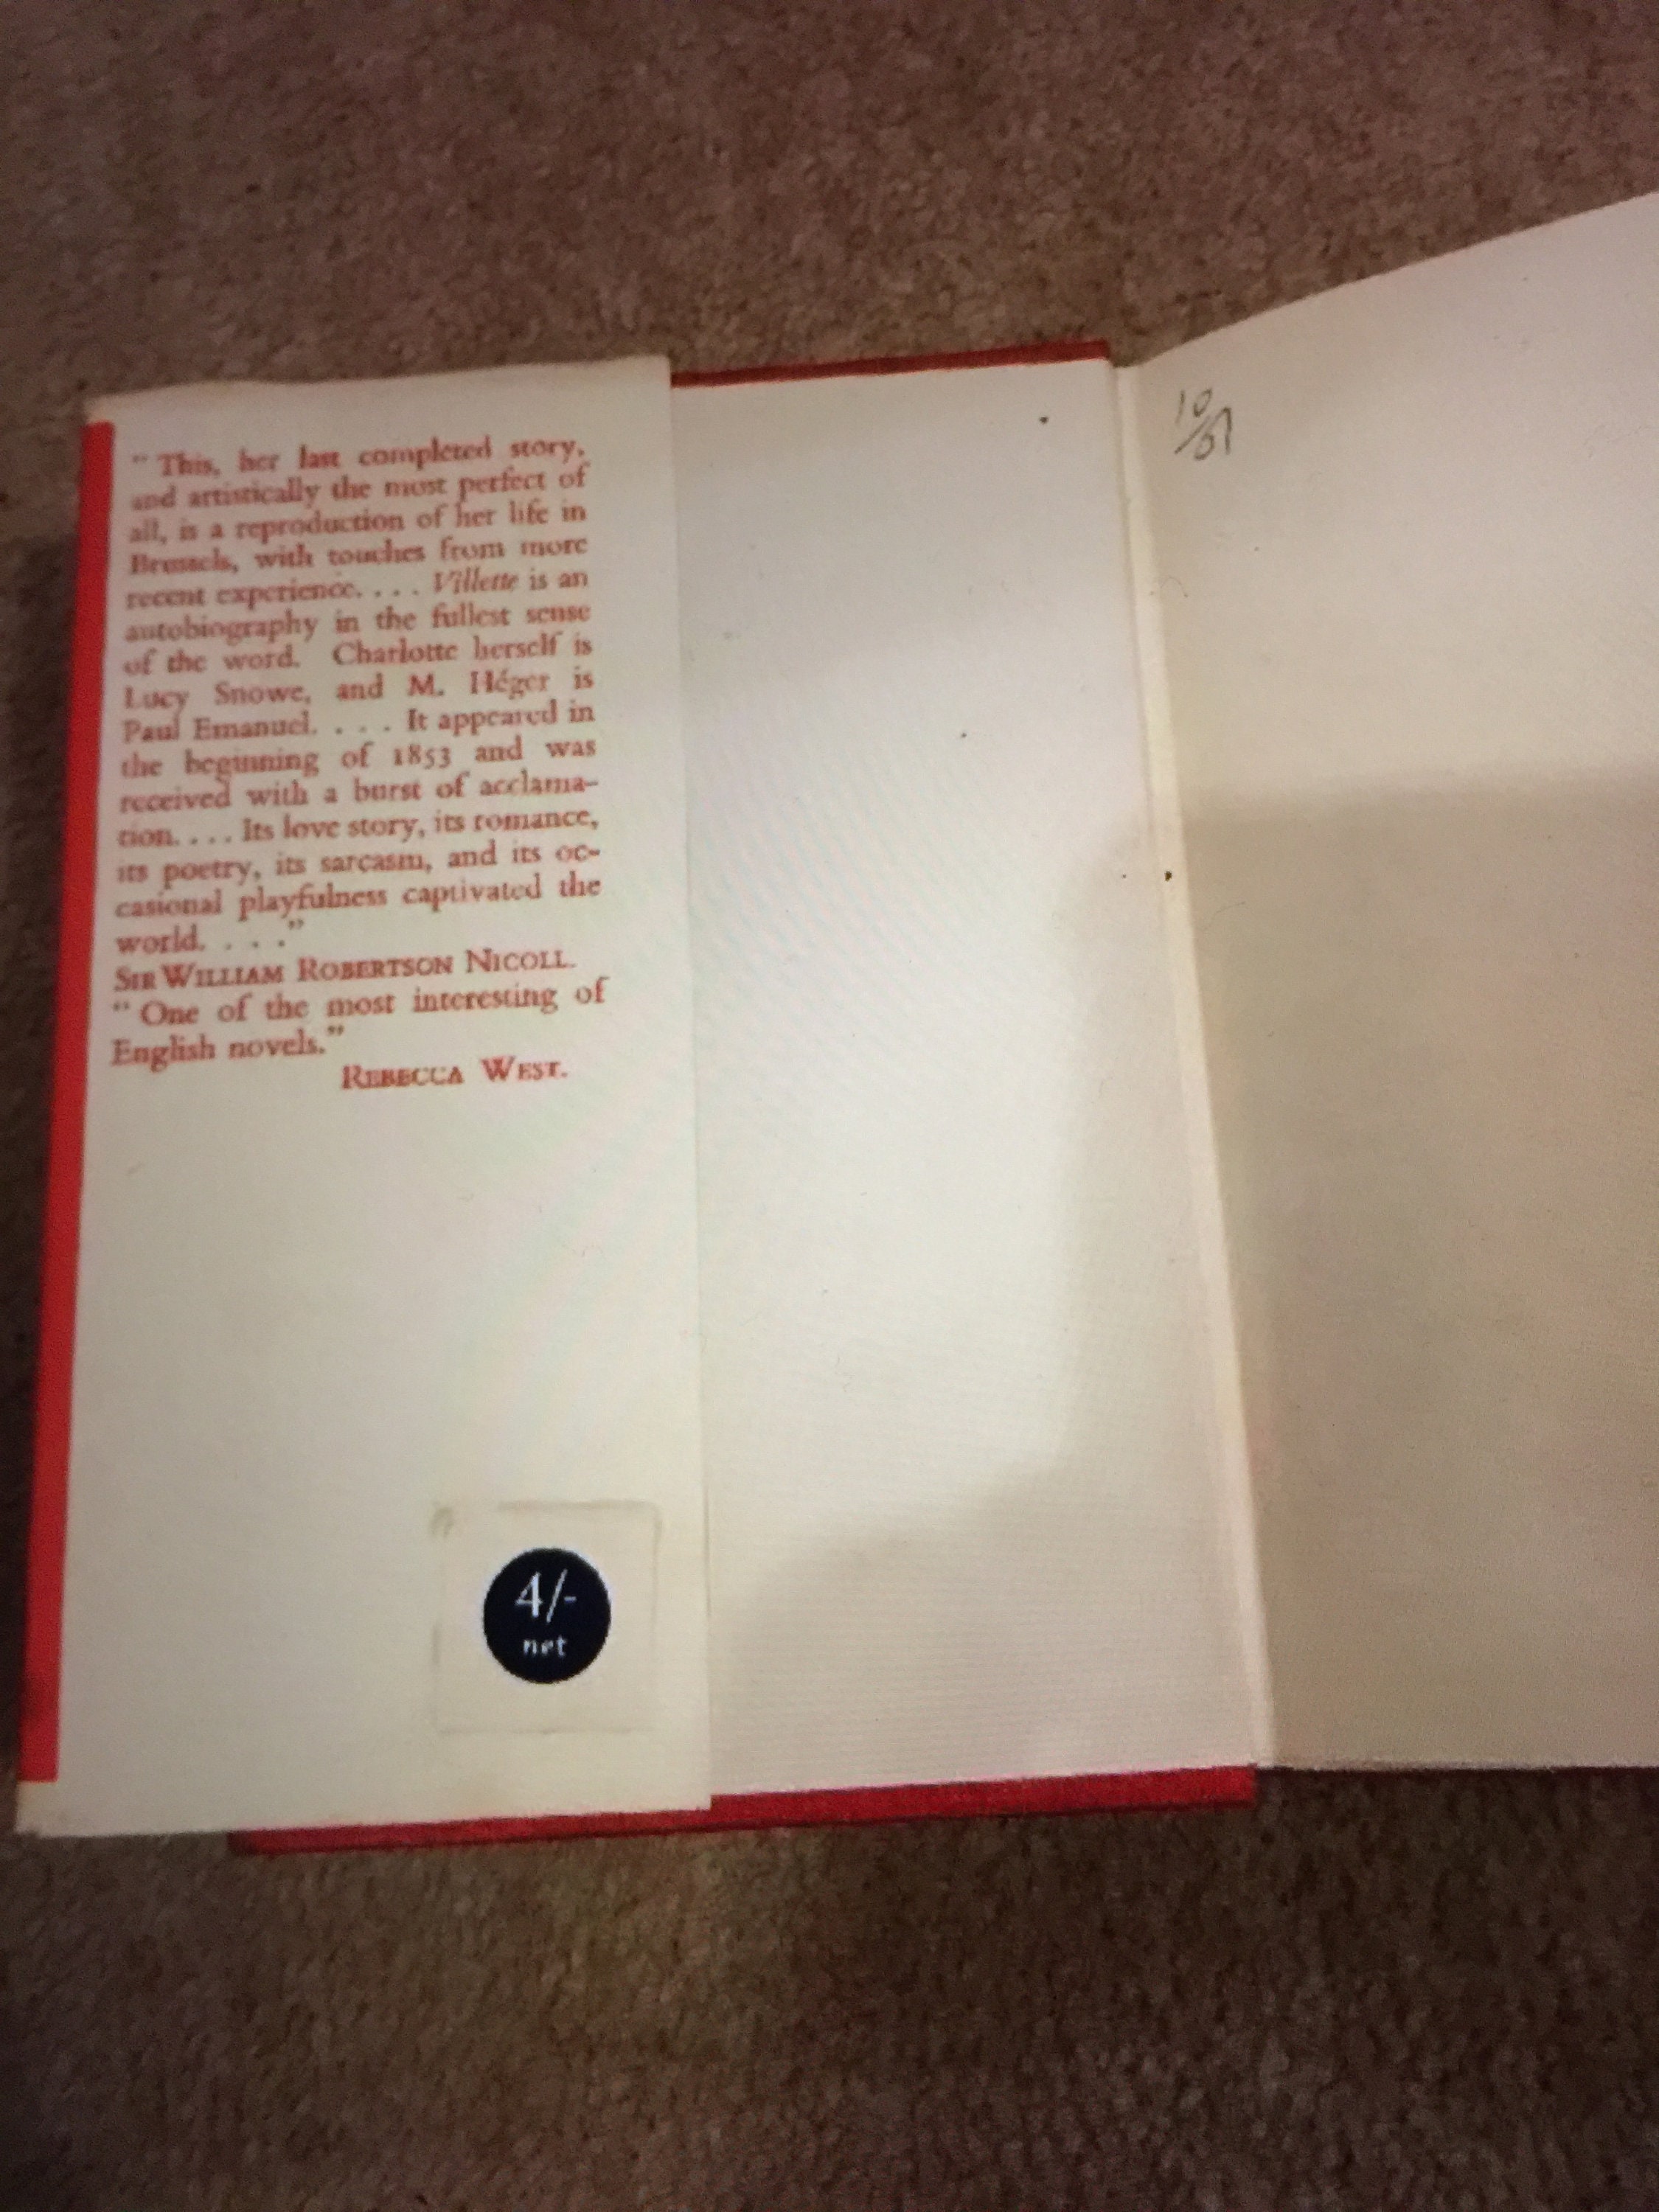 " This, her last completed story,
and artistically the most perfect of
all, is a reproduction of her life in
Brussels, with touches from more
recent experience. . . . Villette is an
autobiography in the fullest sense
of the word. Charlotte herself is
Lucy Snowe, and M. Héger is
Paul Emanuel. . . . It appeared in
the beginning of 1853 and was
received with a burst of acclama-
tion. . . . Its love story, its romance,
its poetry, its sarcasm, and its oc-
casional playfulness captivated the
world. . . ."
SIR WILLIAM ROBERTSON NICOLL.
" One of the most interesting of
English novels."
REBECCA WEST.
4/-
net